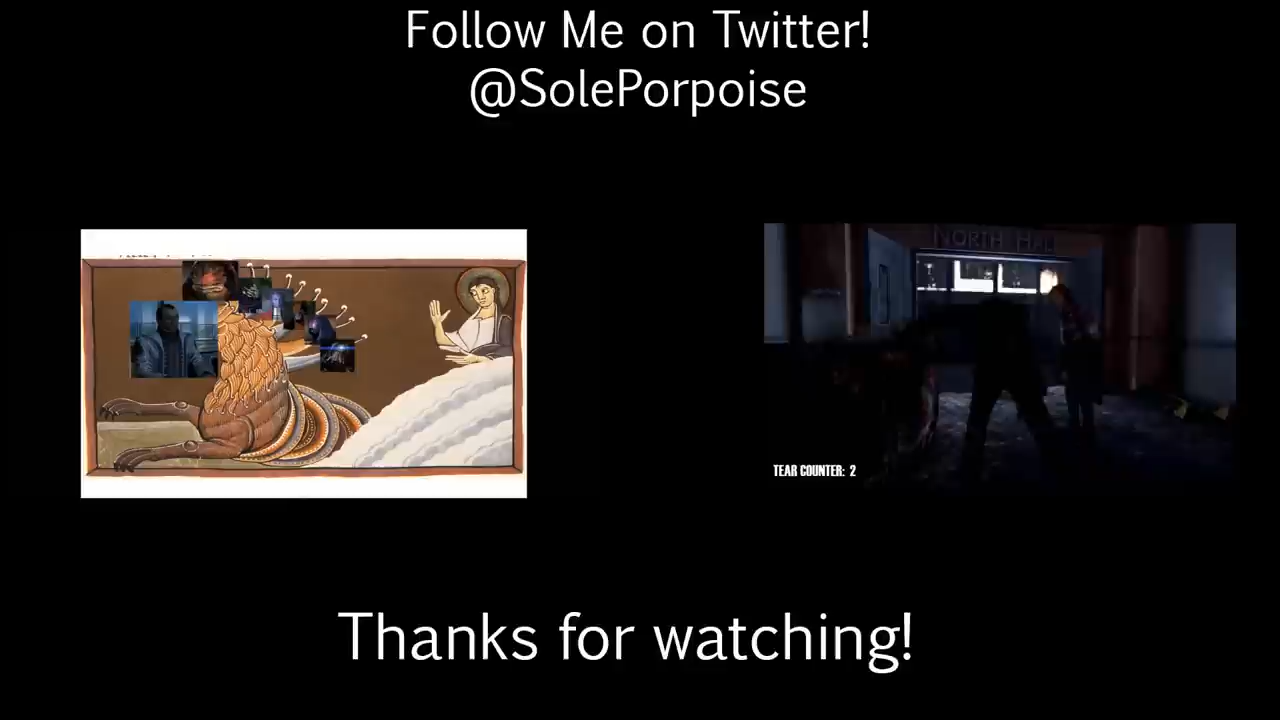 Follow Me on Twitter!
@SolePorpoise
NORTH HALL
TEAR COUNTER: 2
Thanks for watching!